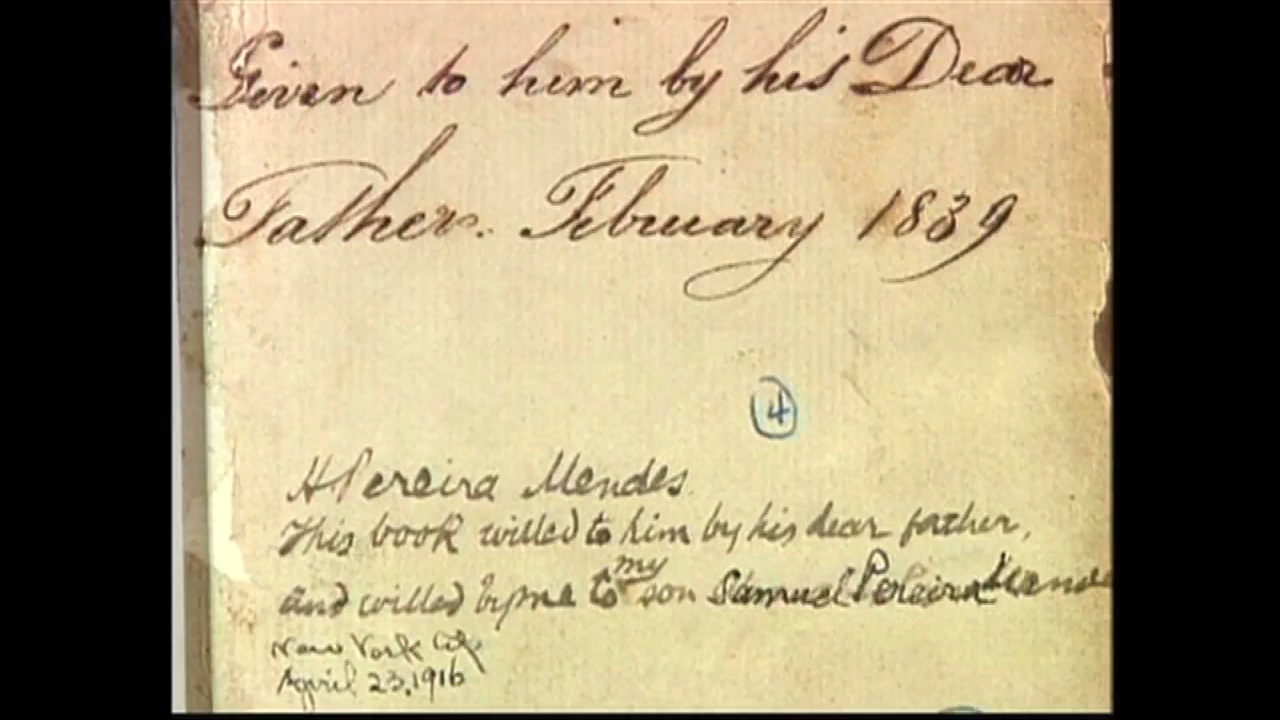 Given to him by his Dear
Father. February 1839
4
H Pereira Mendes
This book willed to him by his dear father,
and willed by me to my son Samuel Pereira Mende
New York City
April 23, 1916